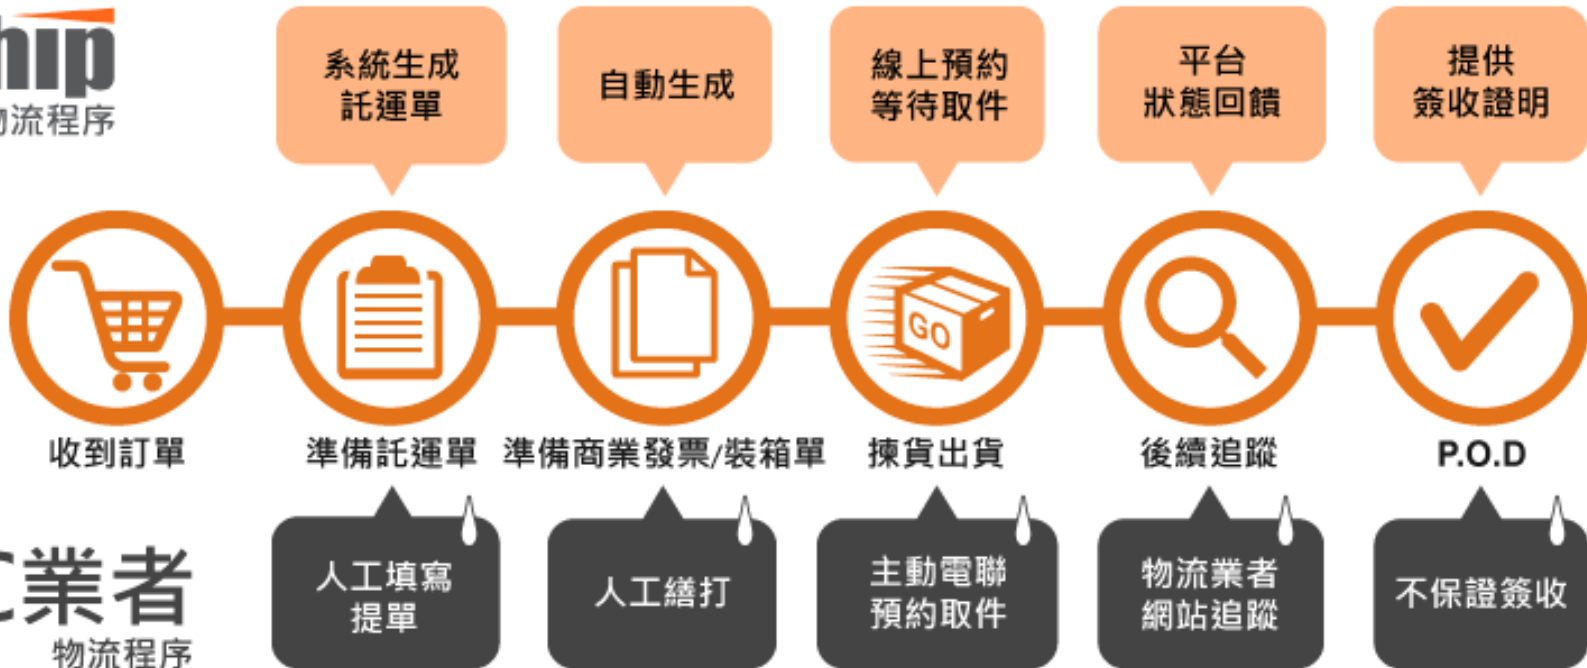 hip
物流程序
系統生成
託運單
自動生成
線上預約
等待取件
平台
狀態回饋
提供
簽收證明
GO
收到訂單
準備託運單
準備商業發票/裝箱單
揀貨出貨
後續追蹤
P.O.D
C業者
物流程序
人工填寫
提單
人工繕打
主動電聯
預約取件
物流業者
網站追蹤
不保證簽收